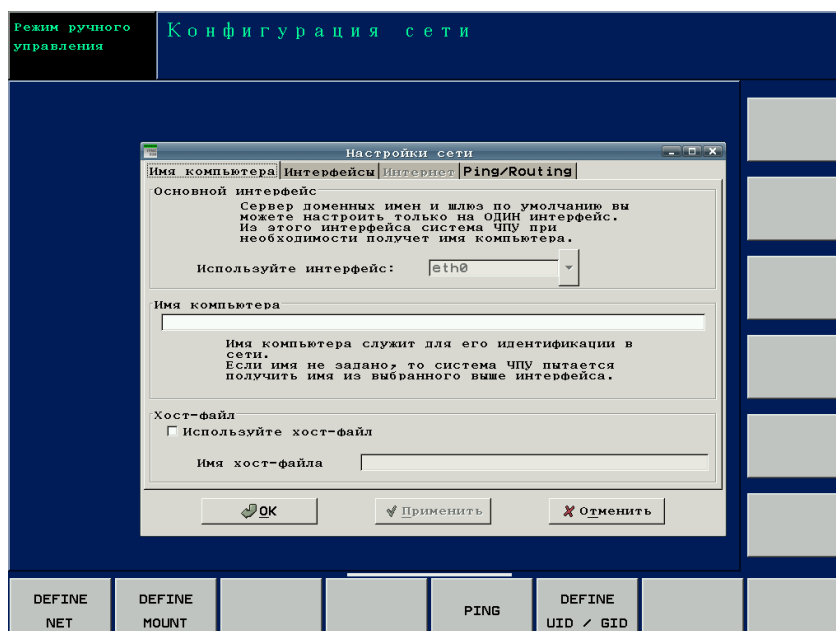 Режим ручного
управления
Конфигурация сети
Настройки сети
Имя компьютера Интерфейсы Интернет Ping/Routing
Основной интерфейс
Сервер доменных имен и шлюз по умолчанию вы
можете настроить только на ОДИН интерфейс.
Из этого интерфейса система ЧПУ при
необходимости получет имя компьютера.
Используйте интерфейс: eth0
Имя компьютера
Имя компьютера служит для его идентификации в
сети.
Если имя не задано, то система ЧПУ пытается
получить имя из выбранного выше интерфейса.
Хост-файл
Используйте хост-файл
Имя хост-файла
OK Применить Отменить
DEFINE DEFINE DEFINE
NET MOUNT PING UID / GID